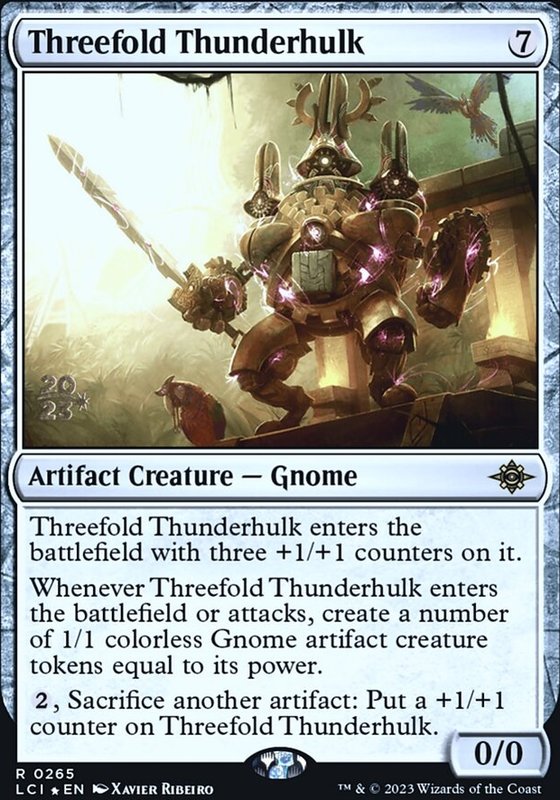 Threefold Thunderhulk 7
20
23*
Artifact Creature — Gnome
Threefold Thunderhulk enters the
battlefield with three +1/+1 counters on it.
Whenever Threefold Thunderhulk enters
the battlefield or attacks, create a number
of 1/1 colorless Gnome artifact creature
tokens equal to its power.
2, Sacrifice another artifact: Put a +1/+1
counter on Threefold Thunderhulk.
0/0
R 0265
LCI ★ EN Xavier Ribeiro
™ & © 2023 Wizards of the Coast